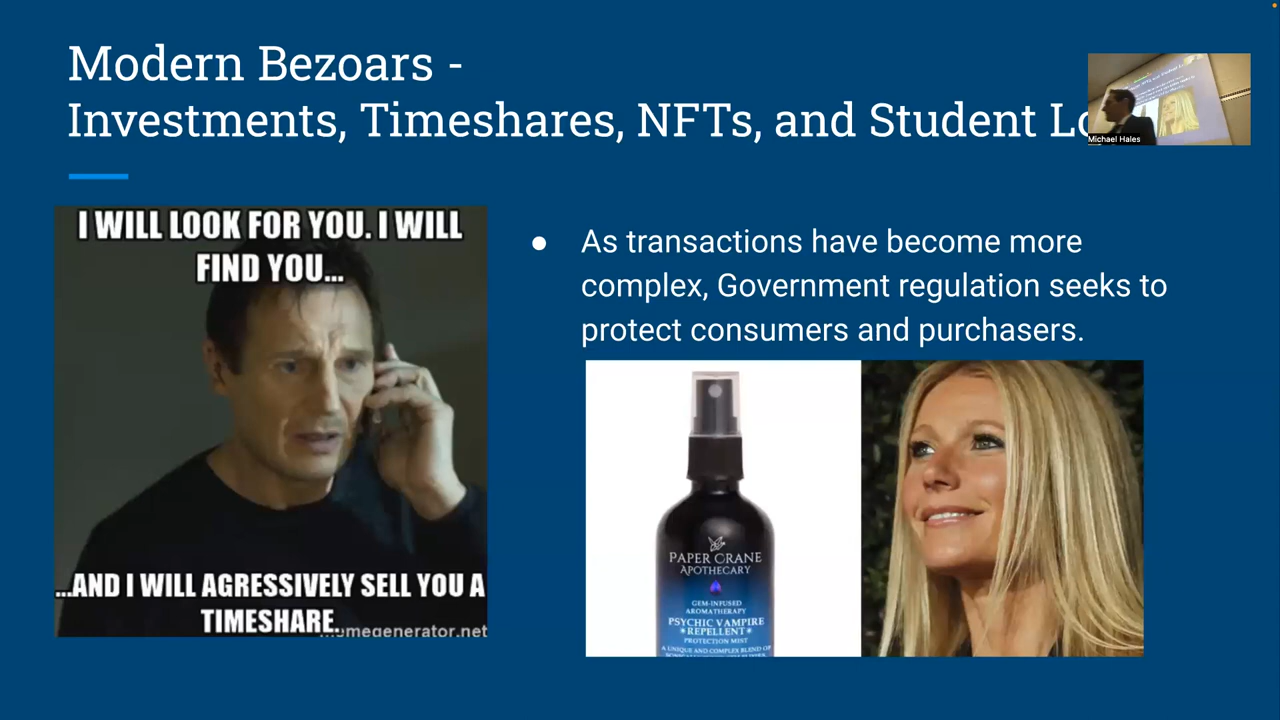 Modern Bezoars -
Investments, Timeshares, NFTs, and Student
Michael Hales
I WILL LOOK FOR YOU. I WILL
FIND YOU...
...AND I WILL AGRESSIVELY SELL YOU A
TIMESHARE.
memegenerator.net
● As transactions have become more
complex, Government regulation seeks to
protect consumers and purchasers.
PAPER CRANE
APOTHECARY
GEM-INFUSED
AROMATHERAPY
PSYCHIC VAMPIRE
REPELLENT
PROTECTION MIST
A UNIQUE AND COMPLEX BLEND OF